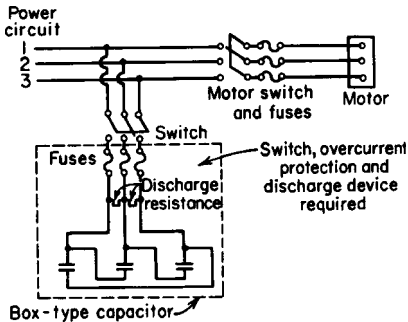 Power
circuit
1
2
3
Motor switch
and fuses
Motor
Switch
Fuses
Switch, overcurrent
protection and
discharge device
required
Discharge
resistance
Box-type capacitor